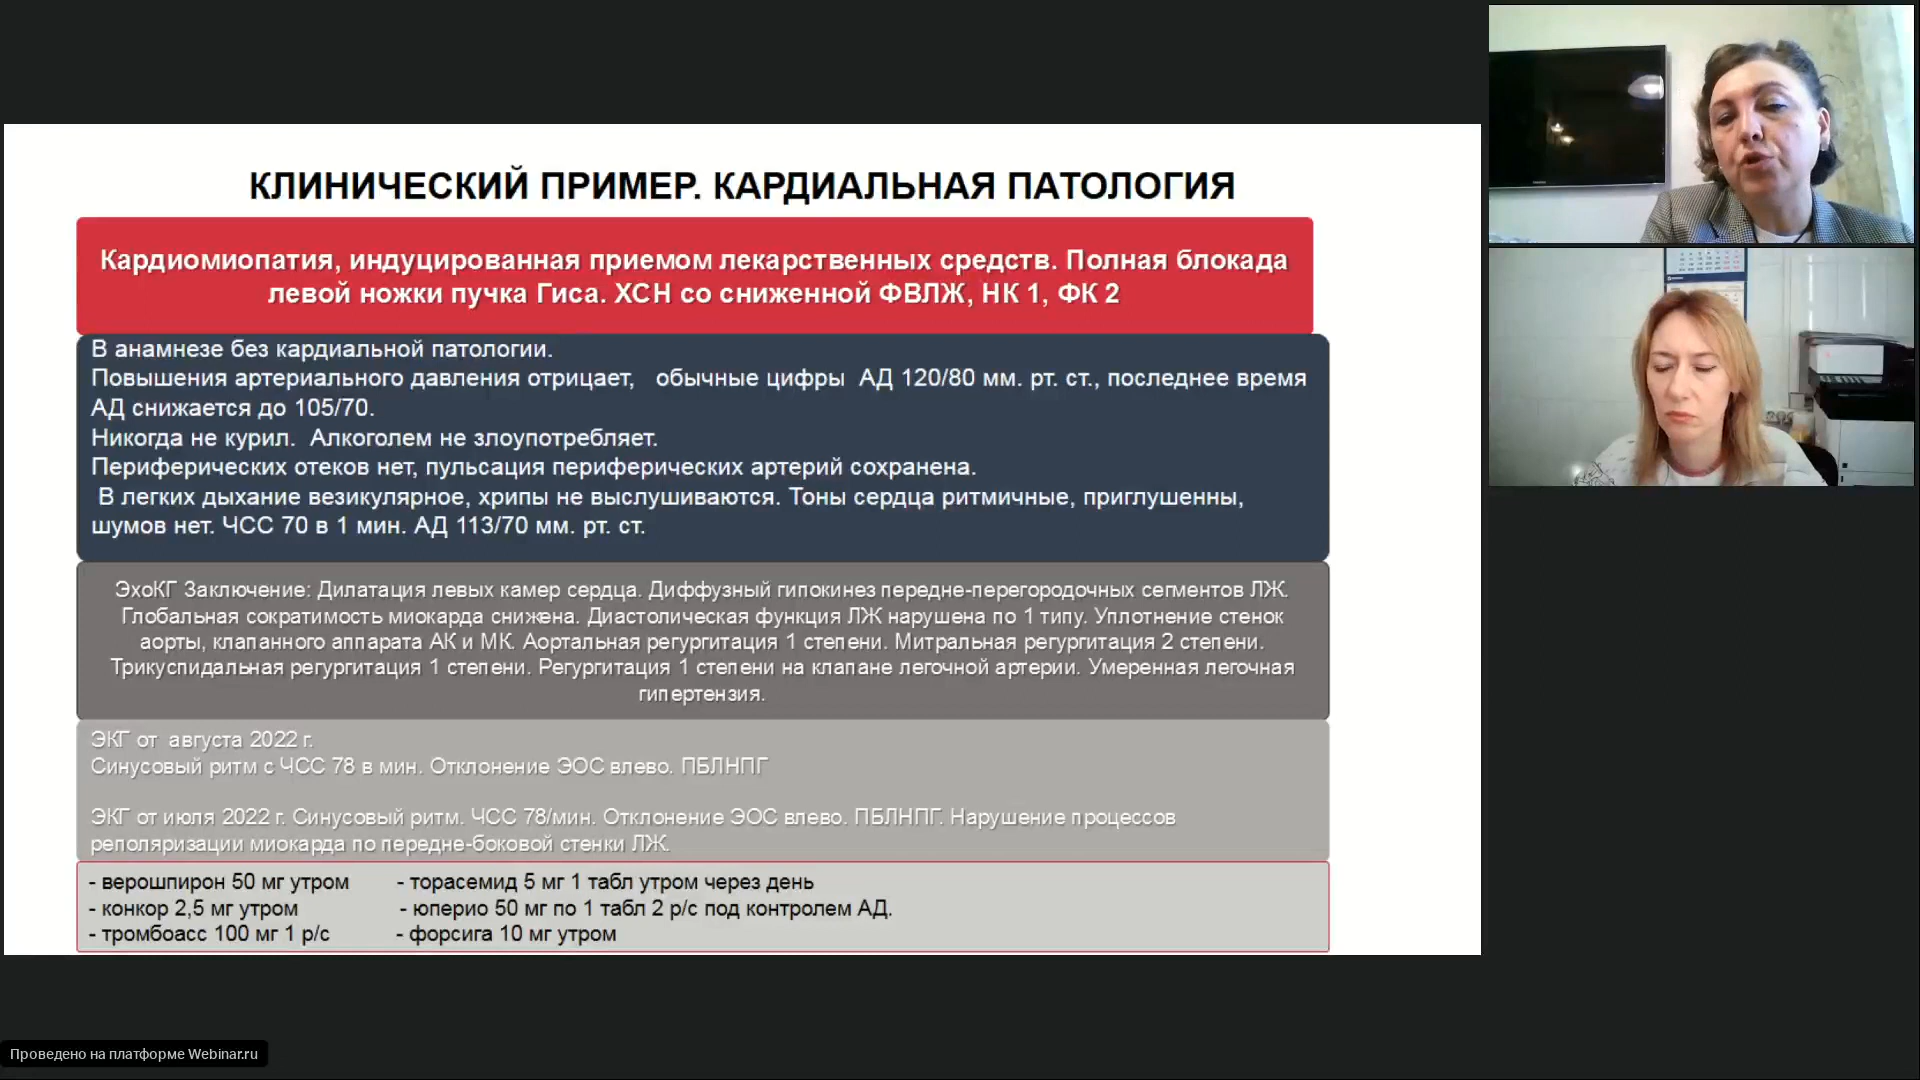 КЛИНИЧЕСКИЙ ПРИМЕР. КАРДИАЛЬНАЯ ПАТОЛОГИЯ
Кардиомиопатия, индуцированная приемом лекарственных средств. Полная блокада
левой ножки пучка Гиса. ХСН со сниженной ФВЛЖ, НК 1, ФК 2
В анамнезе без кардиальной патологии.
Повышения артериального давления отрицает, обычные цифры АД 120/80 мм. рт. ст., последнее время
АД снижается до 105/70.
Никогда не курил. Алкоголем не злоупотребляет.
Периферических отеков нет, пульсация периферических артерий сохранена.
В легких дыхание везикулярное, хрипы не выслушиваются. Тоны сердца ритмичные, приглушенны,
шумов нет. ЧСС 70 в 1 мин. АД 113/70 мм. рт. ст.
ЭхоКГ Заключение: Дилатация левых камер сердца. Диффузный гипокинез передне-перегородочных сегментов ЛЖ.
Глобальная сократимость миокарда снижена. Диастолическая функция ЛЖ нарушена по 1 типу. Уплотнение стенок
аорты, клапанного аппарата АК и МК. Аортальная регургитация 1 степени. Митральная регургитация 2 степени.
Трикуспидальная регургитация 1 степени. Регургитация 1 степени на клапане легочной артерии. Умеренная легочная
гипертензия.
ЭКГ от августа 2022 г.
Синусовый ритм с ЧСС 78 в мин. Отклонение ЭОС влево. ПБЛНПГ
ЭКГ от июля 2022 г. Синусовый ритм. ЧСС 78/мин. Отклонение ЭОС влево. ПБЛНПГ. Нарушение процессов
реполяризации миокарда по передне-боковой стенки ЛЖ.
- верошпирон 50 мг утром - торасемид 5 мг 1 табл утром через день
- конкор 2,5 мг утром - юперио 50 мг по 1 табл 2 р/с под контролем АД.
- тромбоасс 100 мг 1 р/с - форсига 10 мг утром
Проведено на платформе Webinar.ru